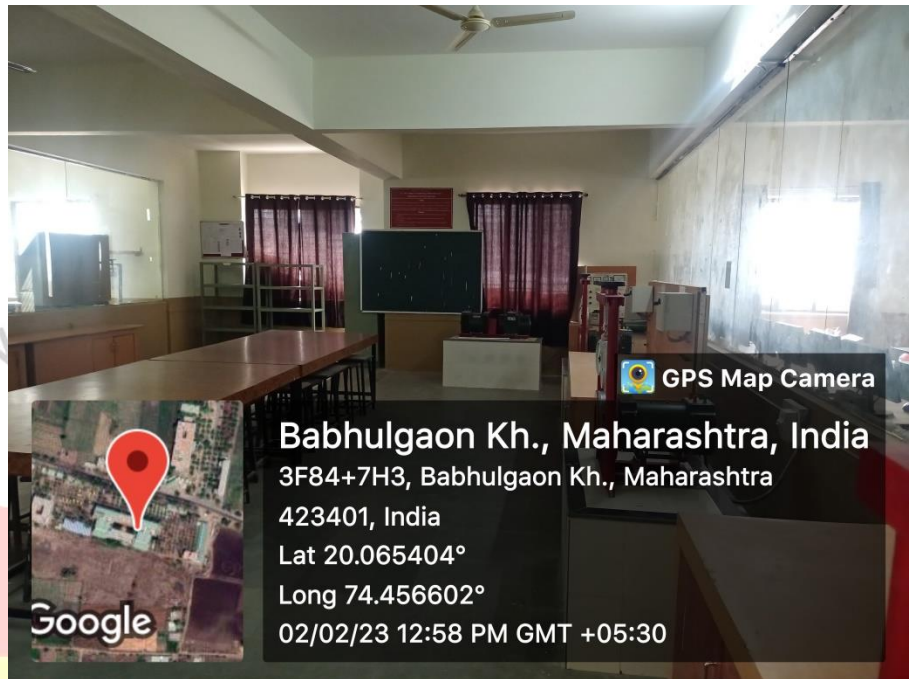 GPS Map Camera
Babhulgaon Kh., Maharashtra, India
3F84+7H3, Babhulgaon Kh., Maharashtra
423401, India
Lat 20.065404°
Long 74.456602°
02/02/23 12:58 PM GMT +05:30
Google